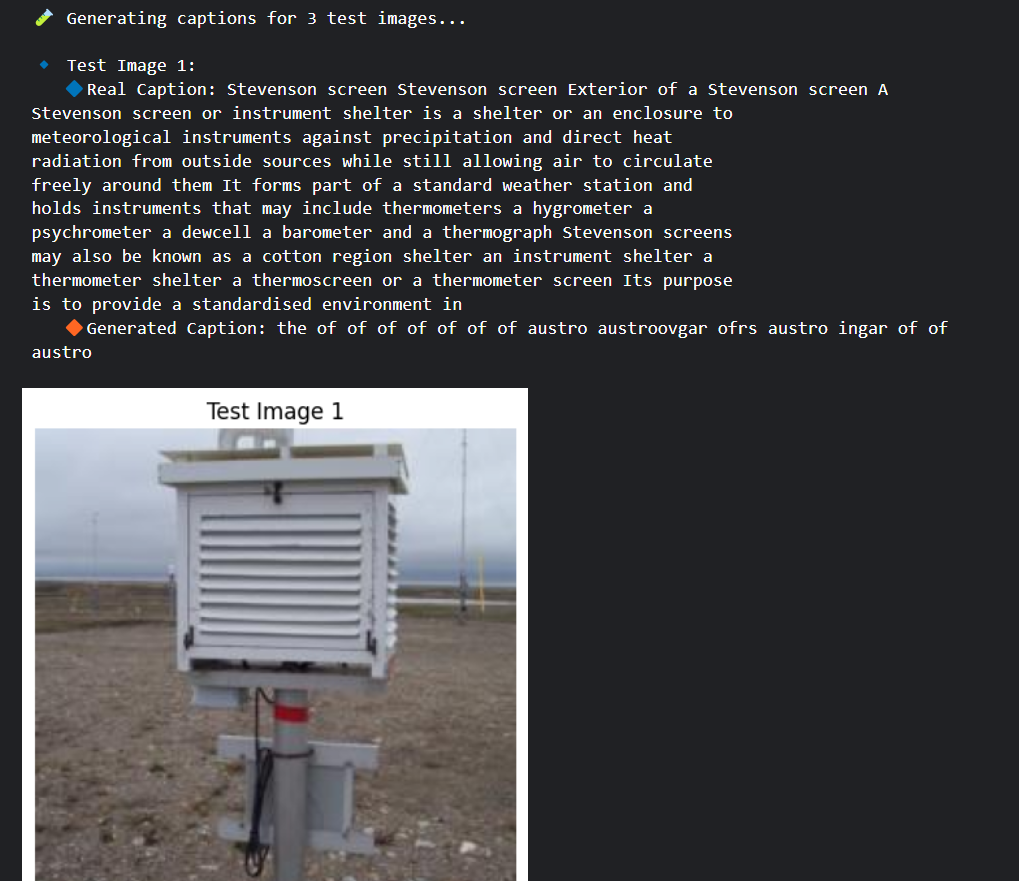 Generating captions for 3 test images...
Test Image 1:
Real Caption: Stevenson screen Stevenson screen Exterior of a Stevenson screen A
Stevenson screen or instrument shelter is a shelter or an enclosure to
meteorological instruments against precipitation and direct heat
radiation from outside sources while still allowing air to circulate
freely around them It forms part of a standard weather station and
holds instruments that may include thermometers a hygrometer a
psychrometer a dewcell a barometer and a thermograph Stevenson screens
may also be known as a cotton region shelter an instrument shelter a
thermometer shelter a thermoscreen or a thermometer screen Its purpose
is to provide a standardised environment in
Generated Caption: the of of of of of of of austro austroovgar ofrs austro ingar of of
austro
Test Image 1